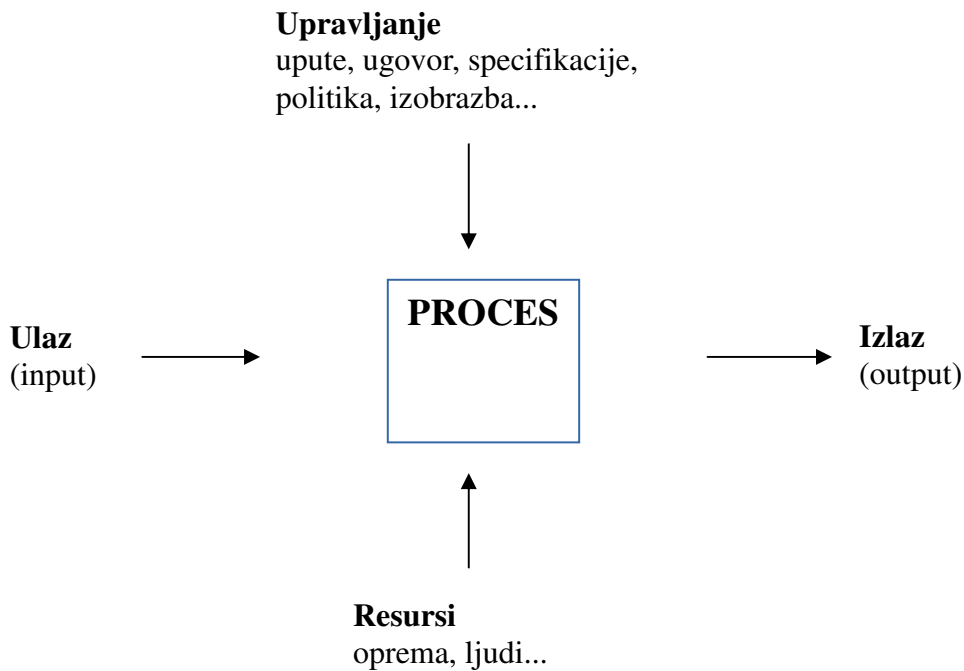 Upravljanje
upute, ugovor, specifikacije,
politika, izobrazba...
PROCES
Ulaz
(input)
Izlaz
(output)
Resursi
oprema, ljudi...